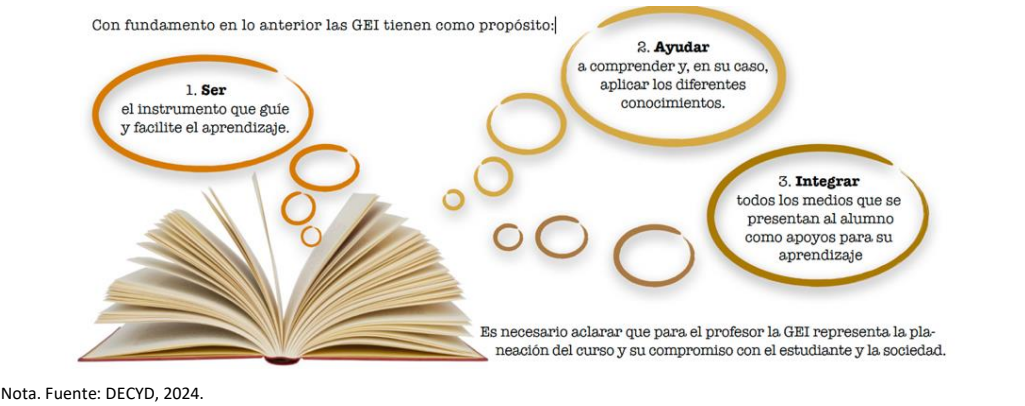 Con fundamento en lo anterior las GEI tienen como propósito:
1. Ser
el instrumento que guíe
y facilite el aprendizaje.
2. Ayudar
a comprender y, en su caso,
aplicar los diferentes
conocimientos.
3. Integrar
todos los medios que se
presentan al alumno
como apoyos para su
aprendizaje
Es necesario aclarar que para el profesor la GEI representa la pla-
neación del curso y su compromiso con el estudiante y la sociedad.
Nota. Fuente: DECYD, 2024.